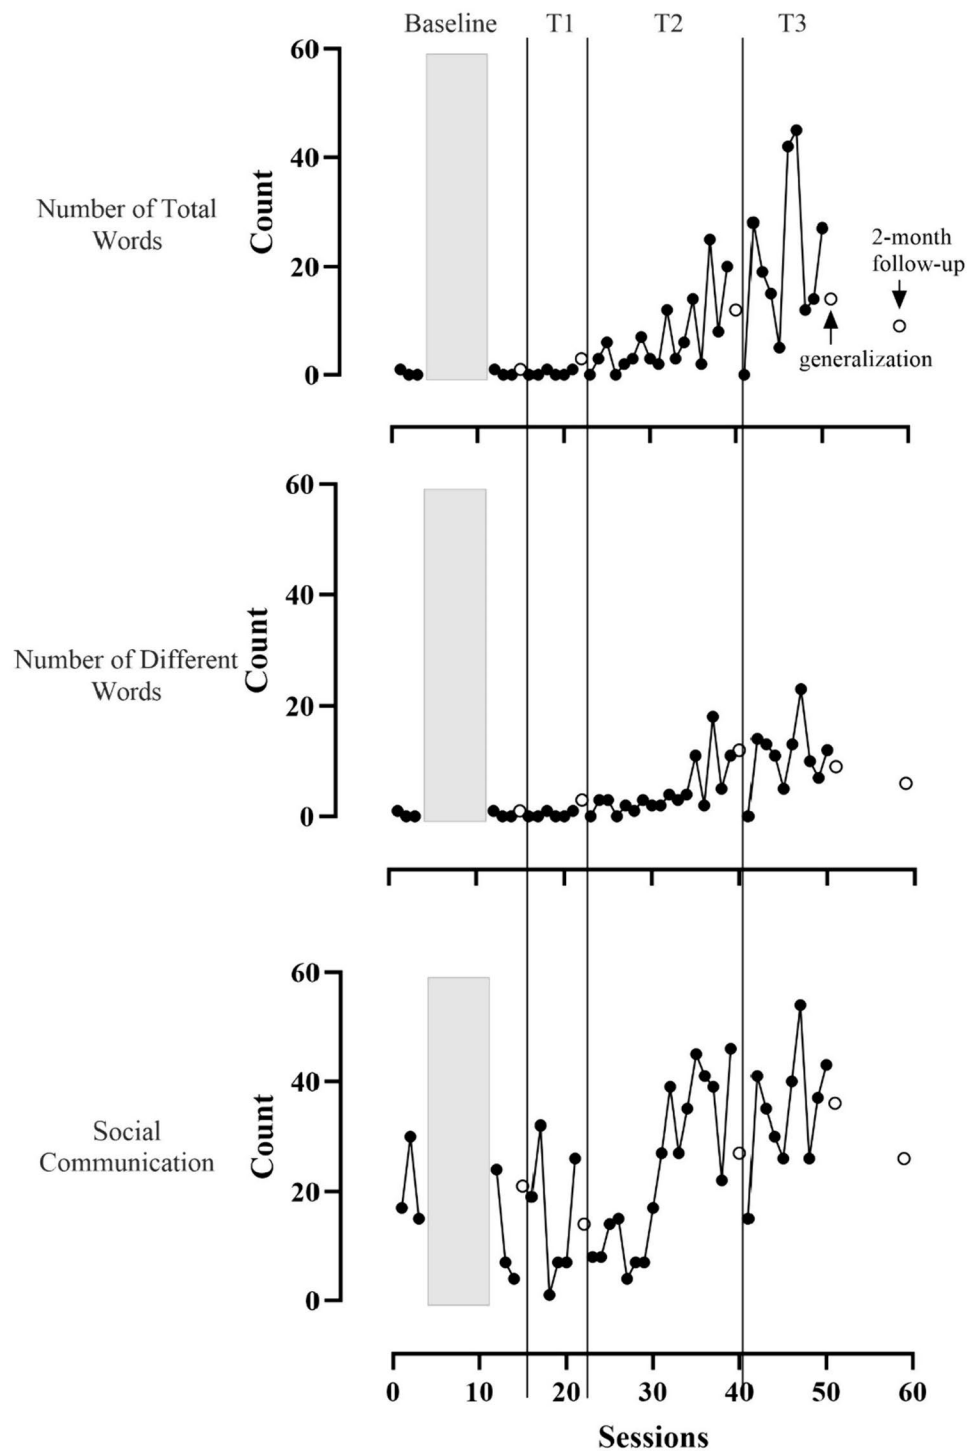 Baseline T1 T2 T3
60
40
20
0
Count
Number of Total
Words
2-month
follow-up
generalization
60
40
20
0
Count
Number of Different
Words
60
40
20
0
Count
Social
Communication
0 10 20 30 40 50 60
Sessions